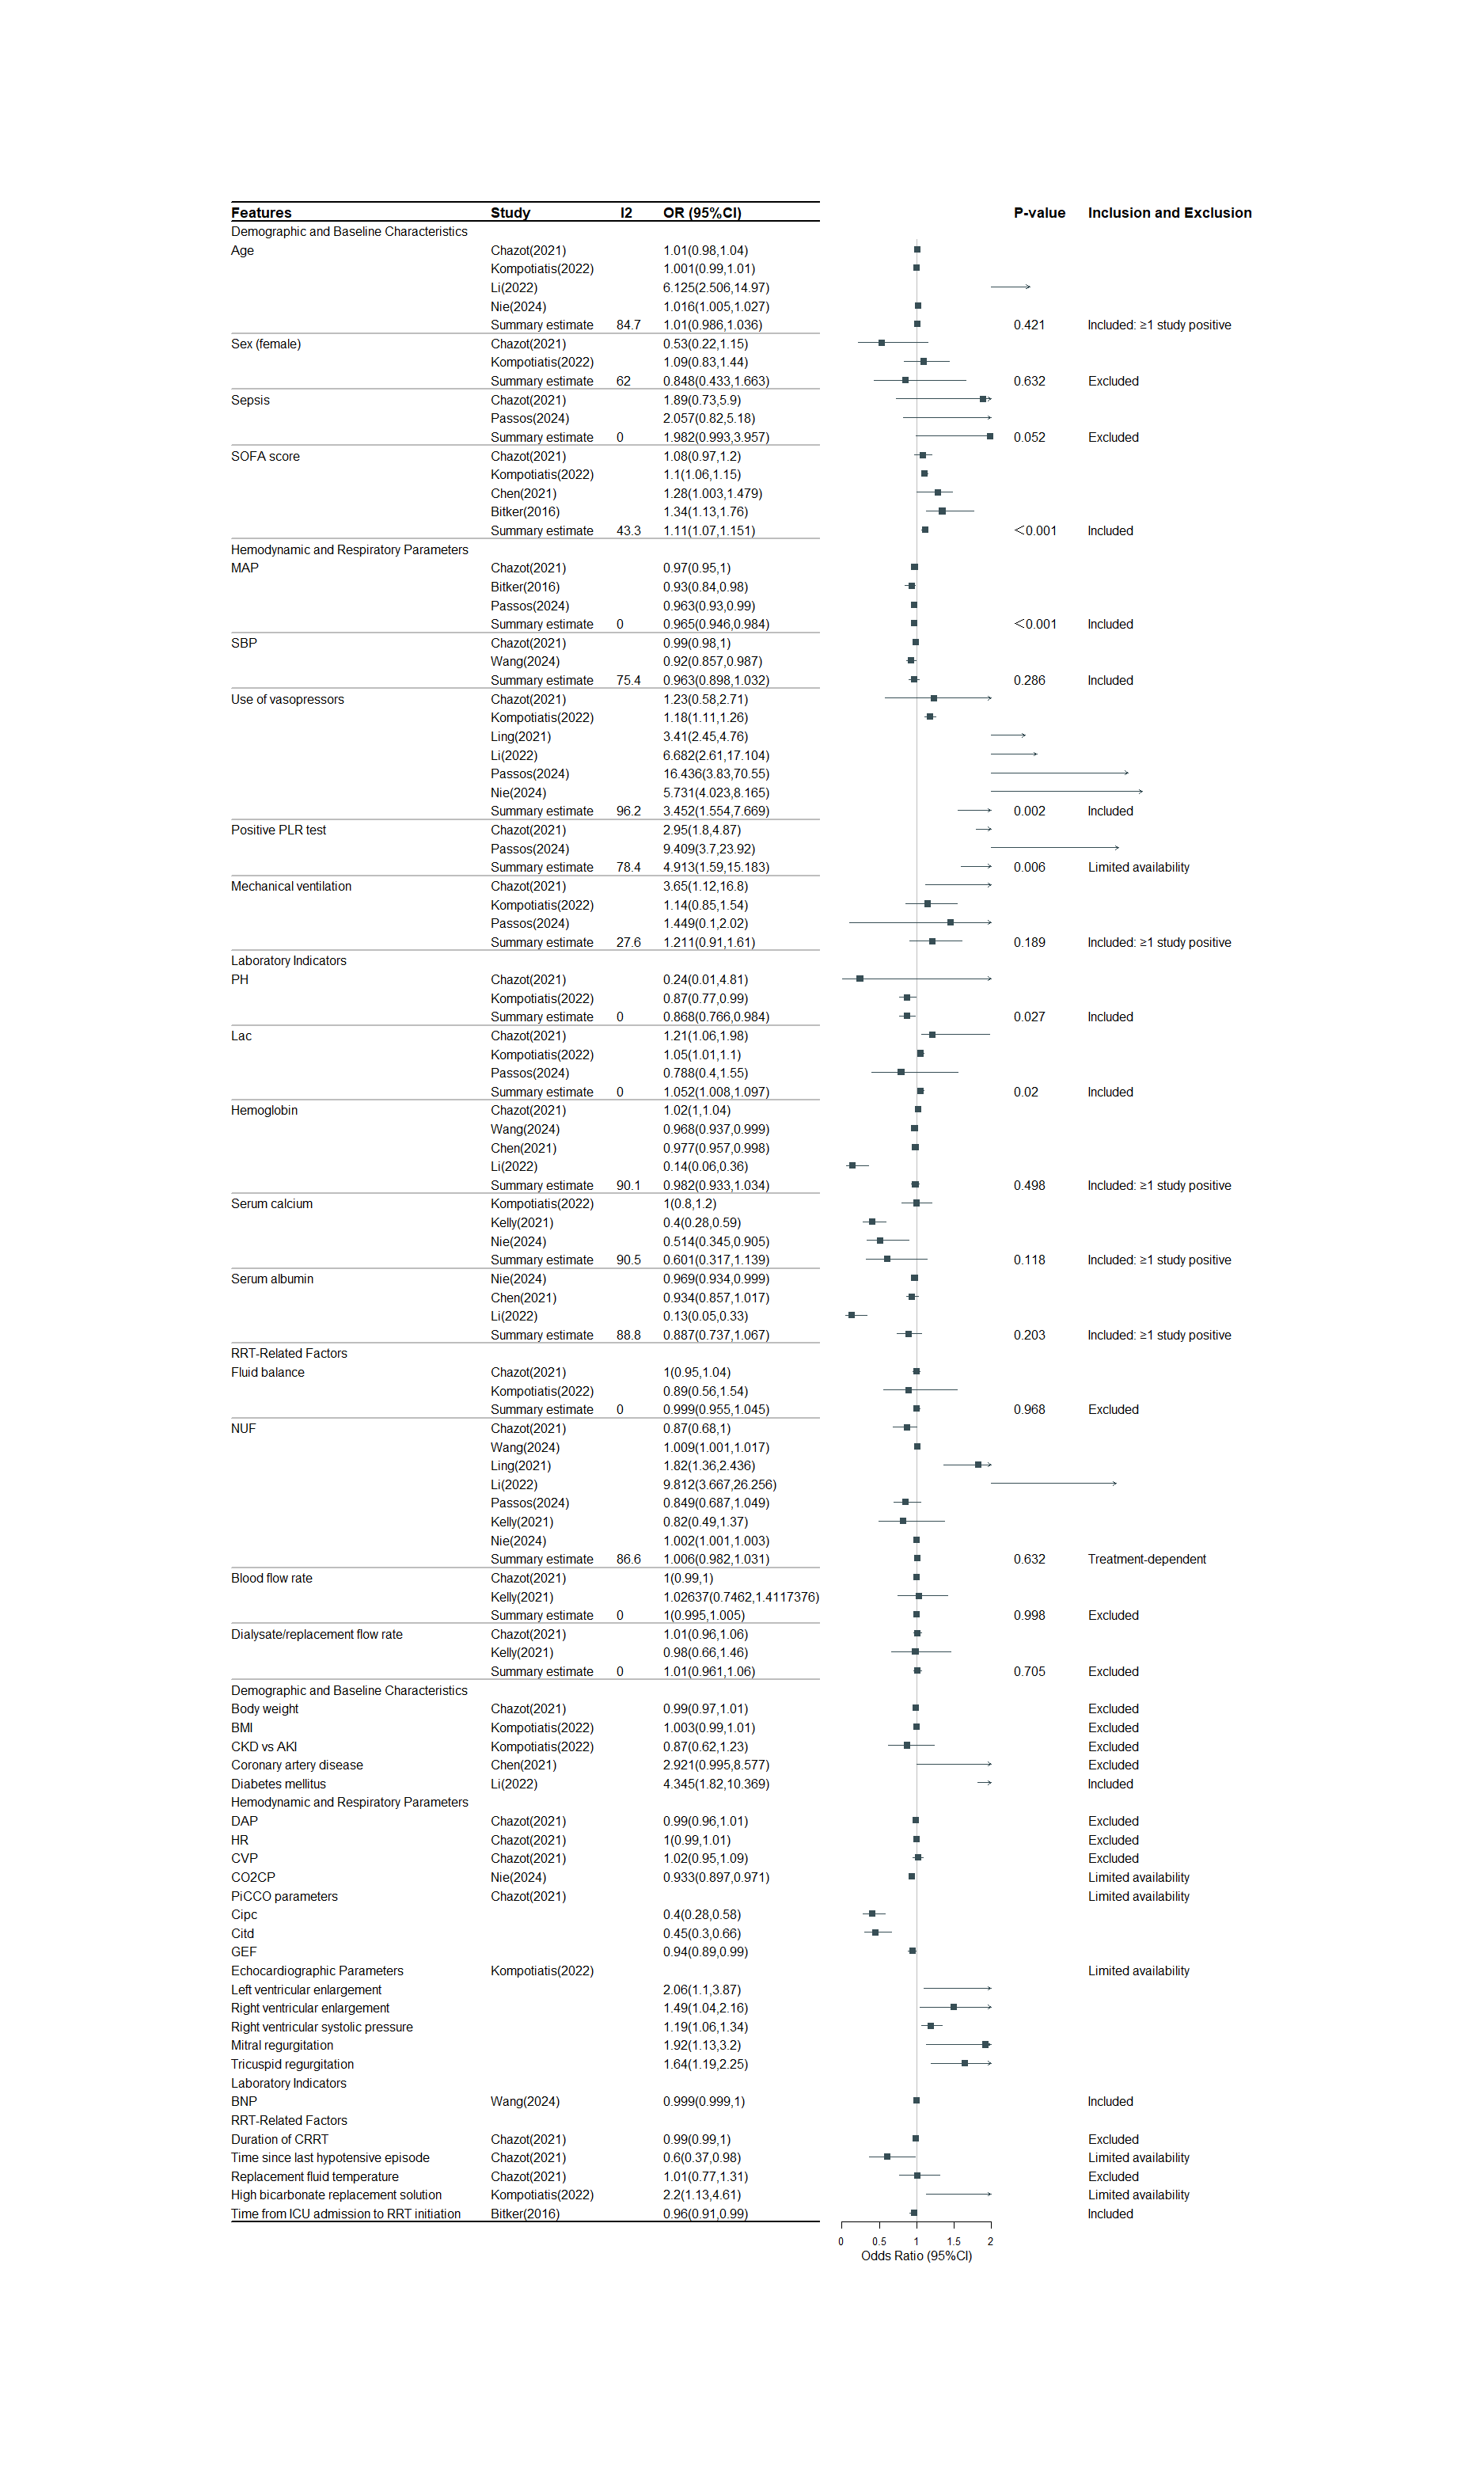 Features Study I2 OR (95%CI) P-value Inclusion and Exclusion
Demographic and Baseline Characteristics
Age Chazot(2021) 1.01(0.98,1.04)
Kompotiatis(2022) 1.001(0.99,1.01)
Li(2022) 6.125(2.506,14.97)
Nie(2024) 1.016(1.005,1.027)
Summary estimate 84.7 1.01(0.986,1.036) 0.421 Included: ≥1 study positive
Sex (female) Chazot(2021) 0.53(0.22,1.15)
Kompotiatis(2022) 1.09(0.83,1.44)
Summary estimate 62 0.848(0.433,1.663) 0.632 Excluded
Sepsis Chazot(2021) 1.89(0.73,5.9)
Passos(2024) 2.057(0.82,5.18)
Summary estimate 0 1.982(0.993,3.957) 0.052 Excluded
SOFA score Chazot(2021) 1.08(0.97,1.2)
Kompotiatis(2022) 1.1(1.06,1.15)
Chen(2021) 1.28(1.003,1.479)
Bitker(2016) 1.34(1.13,1.76)
Summary estimate 43.3 1.11(1.07,1.151) ＜0.001 Included
Hemodynamic and Respiratory Parameters
MAP Chazot(2021) 0.97(0.95,1)
Bitker(2016) 0.93(0.84,0.98)
Passos(2024) 0.963(0.93,0.99)
Summary estimate 0 0.965(0.946,0.984) ＜0.001 Included
SBP Chazot(2021) 0.99(0.98,1)
Wang(2024) 0.92(0.857,0.987)
Summary estimate 75.4 0.963(0.898,1.032) 0.286 Included
Use of vasopressors Chazot(2021) 1.23(0.58,2.71)
Kompotiatis(2022) 1.18(1.11,1.26)
Ling(2021) 3.41(2.45,4.76)
Li(2022) 6.682(2.61,17.104)
Passos(2024) 16.436(3.83,70.55)
Nie(2024) 5.731(4.023,8.165)
Summary estimate 96.2 3.452(1.554,7.669) 0.002 Included
Positive PLR test Chazot(2021) 2.95(1.8,4.87)
Passos(2024) 9.409(3.7,23.92)
Summary estimate 78.4 4.913(1.59,15.183) 0.006 Limited availability
Mechanical ventilation Chazot(2021) 3.65(1.12,16.8)
Kompotiatis(2022) 1.14(0.85,1.54)
Passos(2024) 1.449(0.1,2.02)
Summary estimate 27.6 1.211(0.91,1.61) 0.189 Included: ≥1 study positive
Laboratory Indicators
PH Chazot(2021) 0.24(0.01,4.81)
Kompotiatis(2022) 0.87(0.77,0.99)
Summary estimate 0 0.868(0.766,0.984) 0.027 Included
Lac Chazot(2021) 1.21(1.06,1.98)
Kompotiatis(2022) 1.05(1.01,1.1)
Passos(2024) 0.788(0.4,1.55)
Summary estimate 0 1.052(1.008,1.097) 0.02 Included
Hemoglobin Chazot(2021) 1.02(1,1.04)
Wang(2024) 0.968(0.937,0.999)
Chen(2021) 0.977(0.957,0.998)
Li(2022) 0.14(0.06,0.36)
Summary estimate 90.1 0.982(0.933,1.034) 0.498 Included: ≥1 study positive
Serum calcium Kompotiatis(2022) 1(0.8,1.2)
Kelly(2021) 0.4(0.28,0.59)
Nie(2024) 0.514(0.345,0.905)
Summary estimate 90.5 0.601(0.317,1.139) 0.118 Included: ≥1 study positive
Serum albumin Nie(2024) 0.969(0.934,0.999)
Chen(2021) 0.934(0.857,1.017)
Li(2022) 0.13(0.05,0.33)
Summary estimate 88.8 0.887(0.737,1.067) 0.203 Included: ≥1 study positive
RRT-Related Factors
Fluid balance Chazot(2021) 1(0.95,1.04)
Kompotiatis(2022) 0.89(0.56,1.54)
Summary estimate 0 0.999(0.955,1.045) 0.968 Excluded
NUF Chazot(2021) 0.87(0.68,1)
Wang(2024) 1.009(1.001,1.017)
Ling(2021) 1.82(1.36,2.436)
Li(2022) 9.812(3.667,26.256)
Passos(2024) 0.849(0.687,1.049)
Kelly(2021) 0.82(0.49,1.37)
Nie(2024) 1.002(1.001,1.003)
Summary estimate 86.6 1.006(0.982,1.031) 0.632 Treatment-dependent
Blood flow rate Chazot(2021) 1(0.99,1)
Kelly(2021) 1.02637(0.7462,1.4117376)
Summary estimate 0 1(0.995,1.005) 0.998 Excluded
Dialysate/replacement flow rate Chazot(2021) 1.01(0.96,1.06)
Kelly(2021) 0.98(0.66,1.46)
Summary estimate 0 1.01(0.961,1.06) 0.705 Excluded
Demographic and Baseline Characteristics
Body weight Chazot(2021) 0.99(0.97,1.01) Excluded
BMI Kompotiatis(2022) 1.003(0.99,1.01) Excluded
CKD vs AKI Kompotiatis(2022) 0.87(0.62,1.23) Excluded
Coronary artery disease Chen(2021) 2.921(0.995,8.577) Excluded
Diabetes mellitus Li(2022) 4.345(1.82,10.369) Included
Hemodynamic and Respiratory Parameters
DAP Chazot(2021) 0.99(0.96,1.01) Excluded
HR Chazot(2021) 1(0.99,1.01) Excluded
CVP Chazot(2021) 1.02(0.95,1.09) Excluded
CO2CP Nie(2024) 0.933(0.897,0.971) Limited availability
PiCCO parameters Chazot(2021) Limited availability
Cipc 0.4(0.28,0.58)
Citd 0.45(0.3,0.66)
GEF 0.94(0.89,0.99)
Echocardiographic Parameters Kompotiatis(2022) Limited availability
Left ventricular enlargement 2.06(1.1,3.87)
Right ventricular enlargement 1.49(1.04,2.16)
Right ventricular systolic pressure 1.19(1.06,1.34)
Mitral regurgitation 1.92(1.13,3.2)
Tricuspid regurgitation 1.64(1.19,2.25)
Laboratory Indicators
BNP Wang(2024) 0.999(0.999,1) Included
RRT-Related Factors
Duration of CRRT Chazot(2021) 0.99(0.99,1) Excluded
Time since last hypotensive episode Chazot(2021) 0.6(0.37,0.98) Limited availability
Replacement fluid temperature Chazot(2021) 1.01(0.77,1.31) Excluded
High bicarbonate replacement solution Kompotiatis(2022) 2.2(1.13,4.61) Limited availability
Time from ICU admission to RRT initiation Bitker(2016) 0.96(0.91,0.99) Included
0 0.5 1 1.5 2
Odds Ratio (95%CI)